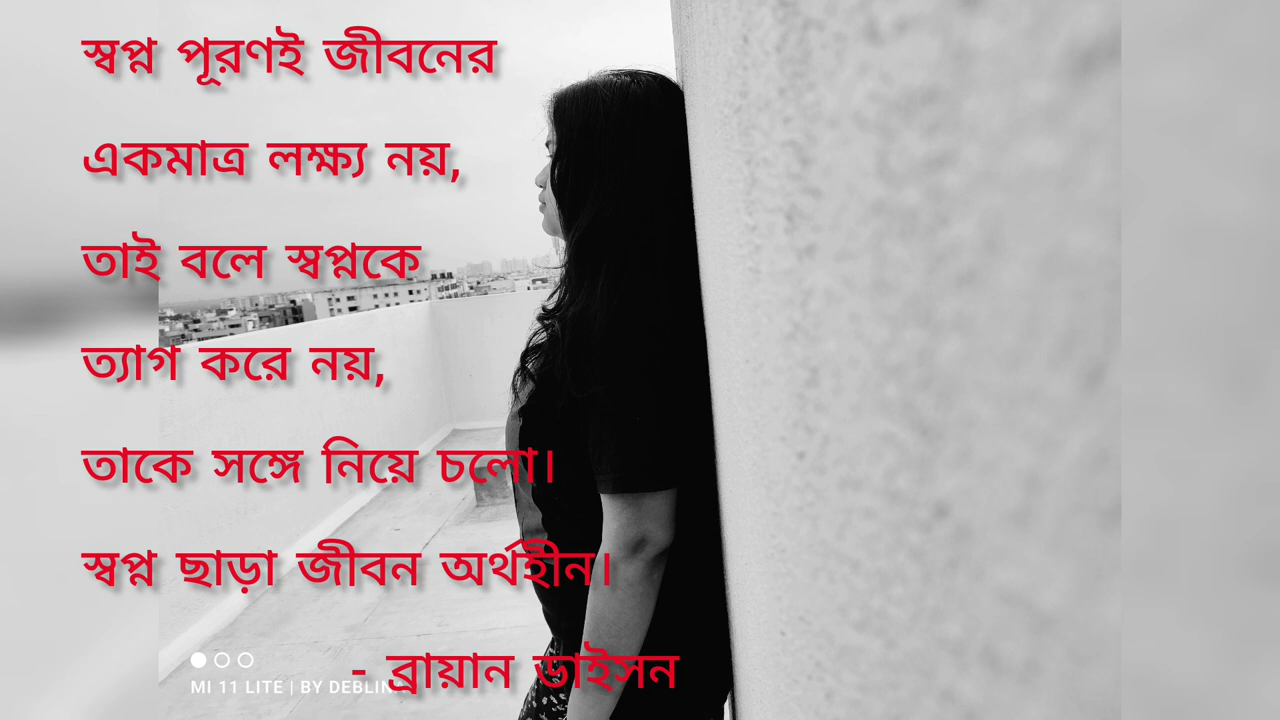 স্বপ্ন পূরণই জীবনের
একমাত্র লক্ষ্য নয়,
তাই বলে স্বপ্নকে
ত্যাগ করে নয়,
তাকে সঙ্গে নিয়ে চলো।
স্বপ্ন ছাড়া জীবন অর্থহীন।
- ব্রায়ান ডাইসন
MI 11 LITE | BY